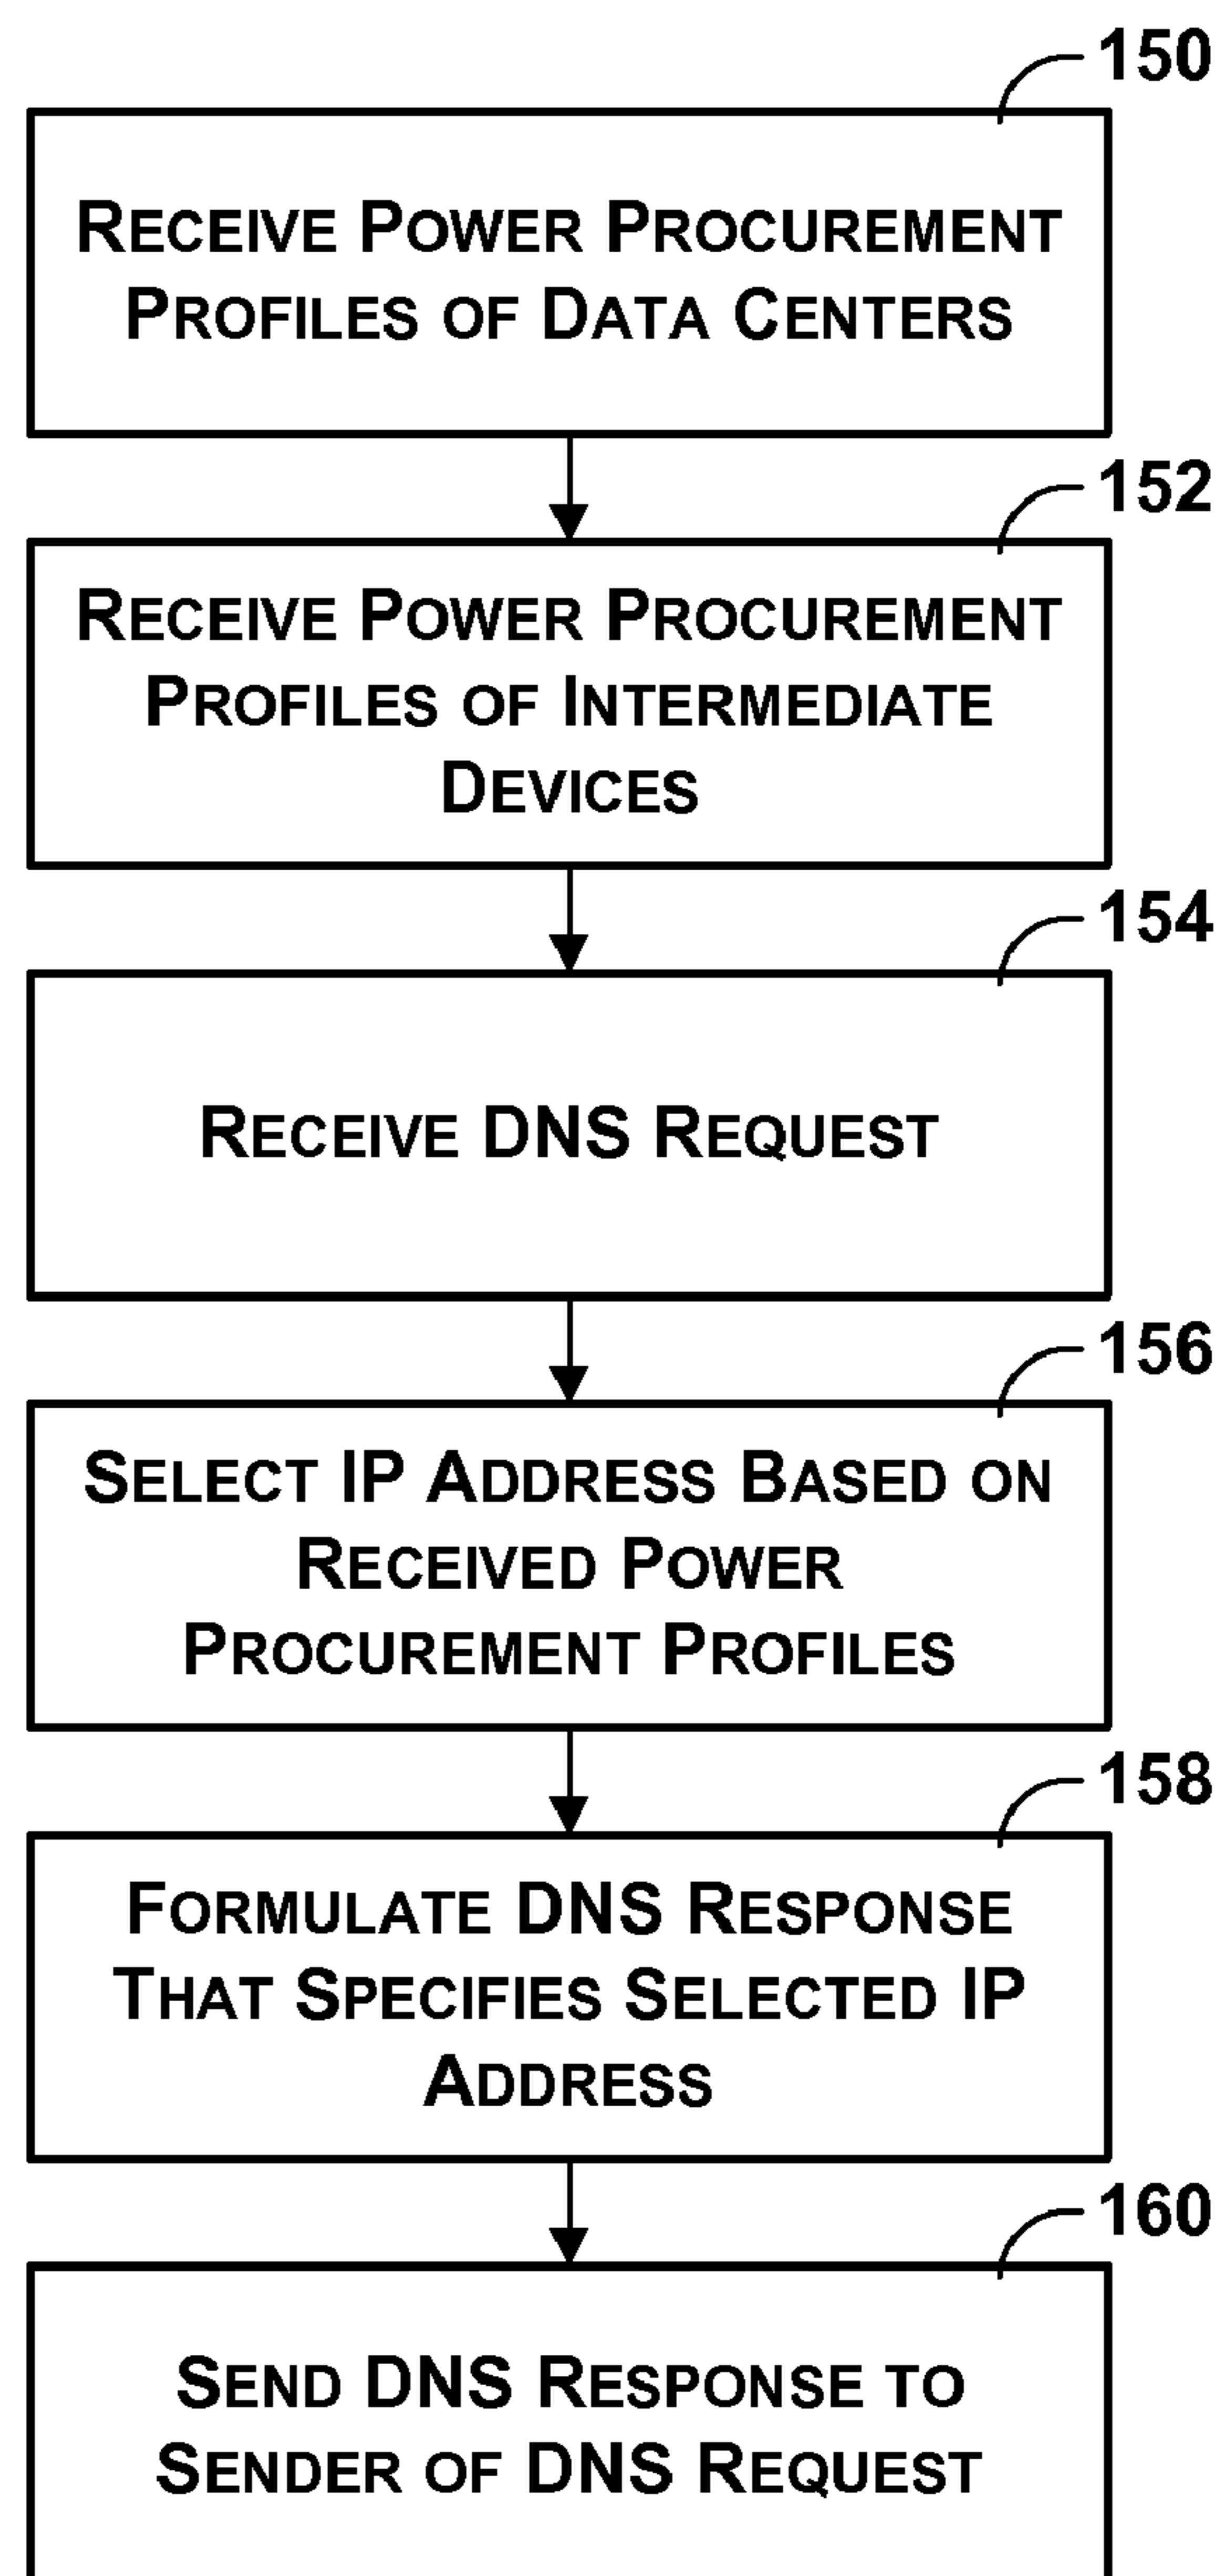 150
RECEIVE POWER PROCUREMENT
PROFILES OF DATA CENTERS
152
RECEIVE POWER PROCUREMENT
PROFILES OF INTERMEDIATE
DEVICES
154
RECEIVE DNS REQUEST
156
SELECT IP ADDRESS BASED ON
RECEIVED POWER
PROCUREMENT PROFILES
158
FORMULATE DNS RESPONSE
THAT SPECIFIES SELECTED IP
ADDRESS
160
SEND DNS RESPONSE TO
SENDER OF DNS REQUEST